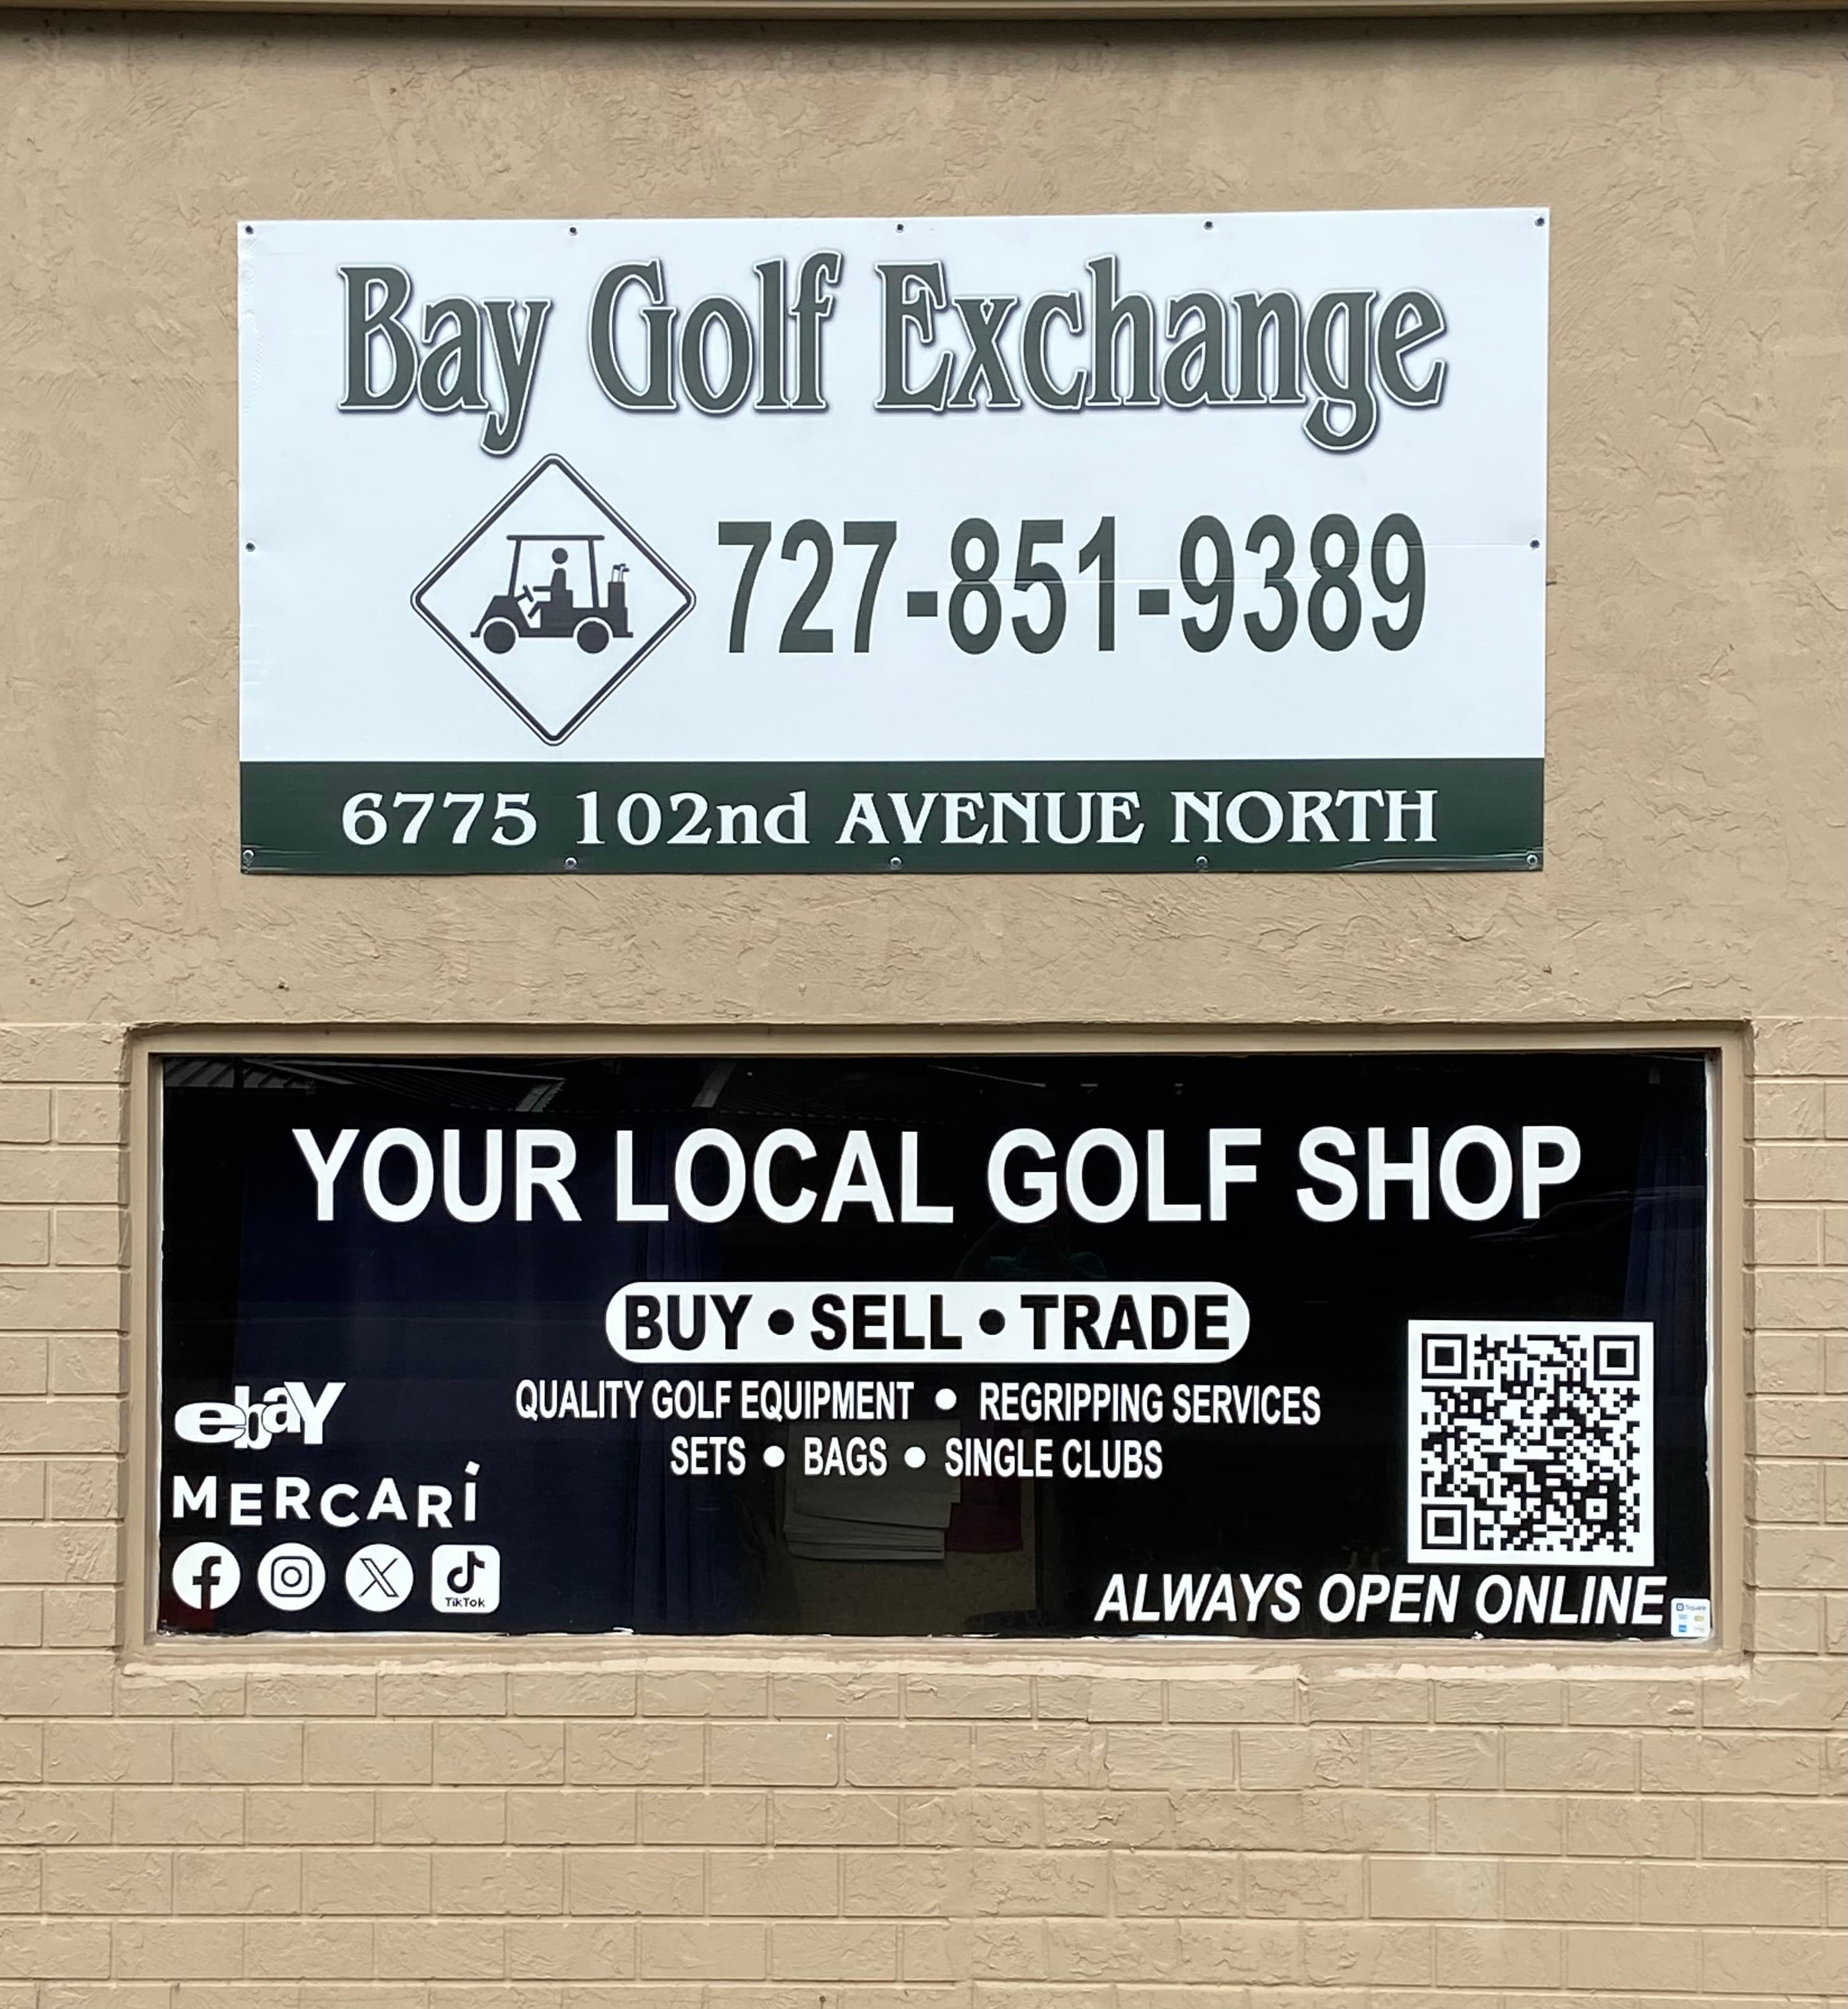 Bay Golf Exchange
727-851-9389
6775 102nd AVENUE NORTH
YOUR LOCAL GOLF SHOP
BUY • SELL • TRADE
QUALITY GOLF EQUIPMENT • REGRIPPING SERVICES
SETS • BAGS • SINGLE CLUBS
ebaY
MERCARI
TikTok
ALWAYS OPEN ONLINE
Square